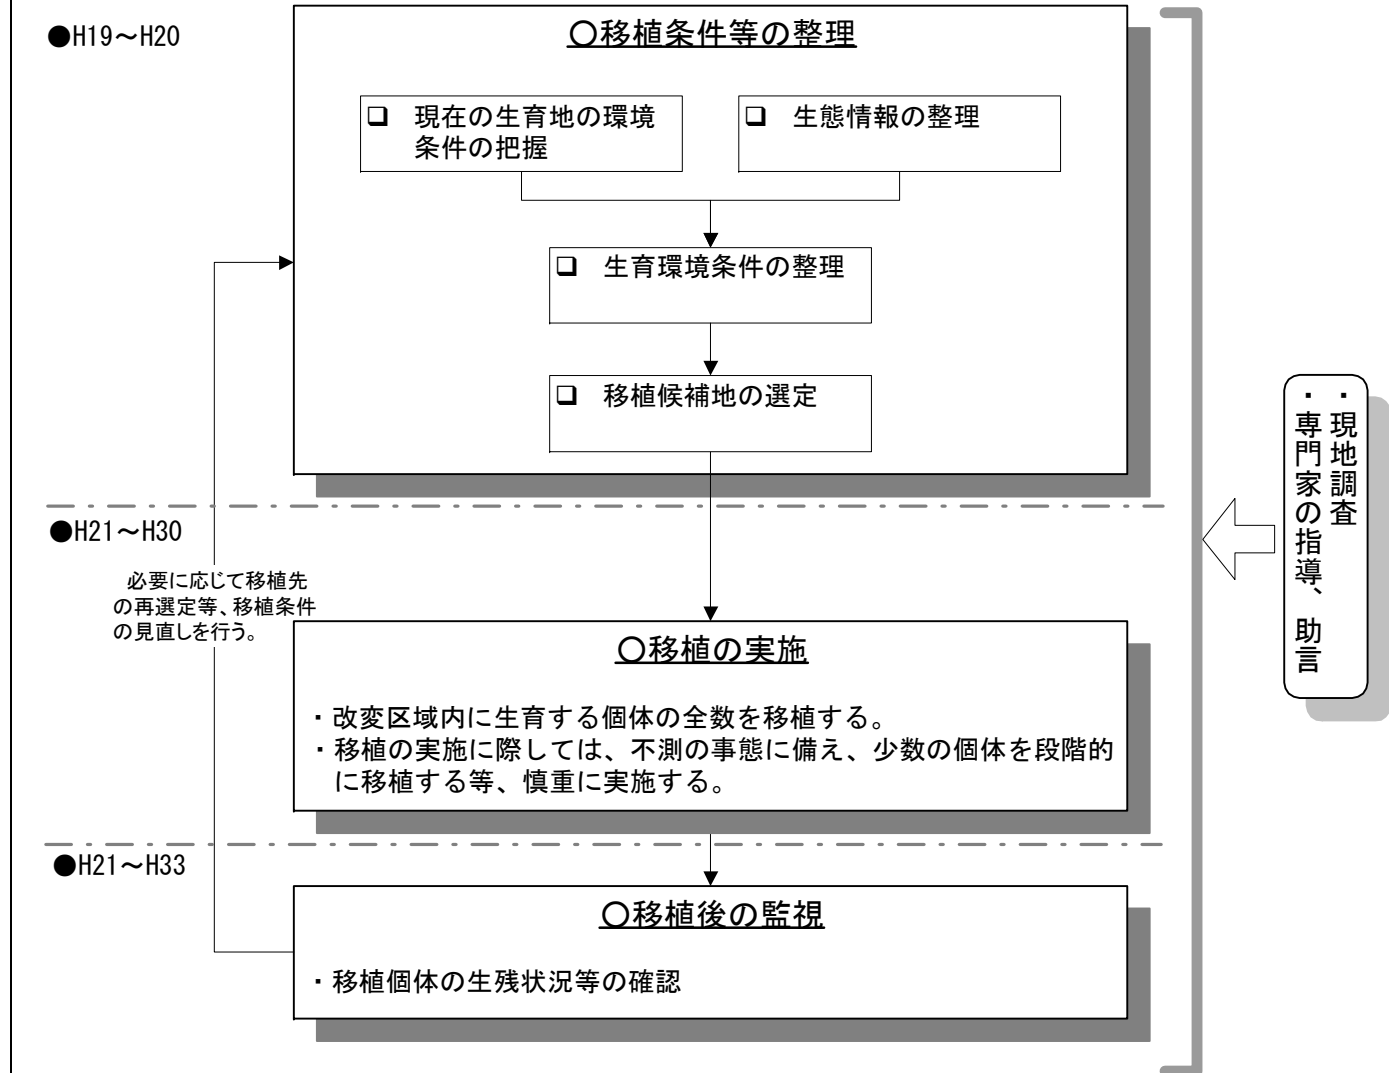 ●H19～H20
○移植条件等の整理
❑ 現在の生育地の環境
条件の把握
❑ 生態情報の整理
❑ 生育環境条件の整理
❑ 移植候補地の選定
●H21～H30
必要に応じて移植先
の再選定等、移植条件
の見直しを行う。
○移植の実施
・改変区域内に生育する個体の全数を移植する。
・移植の実施に際しては、不測の事態に備え、少数の個体を段階的
に移植する等、慎重に実施する。
●H21～H33
○移植後の監視
・移植個体の生残状況等の確認
・現地調査
・専門家の指導、助言